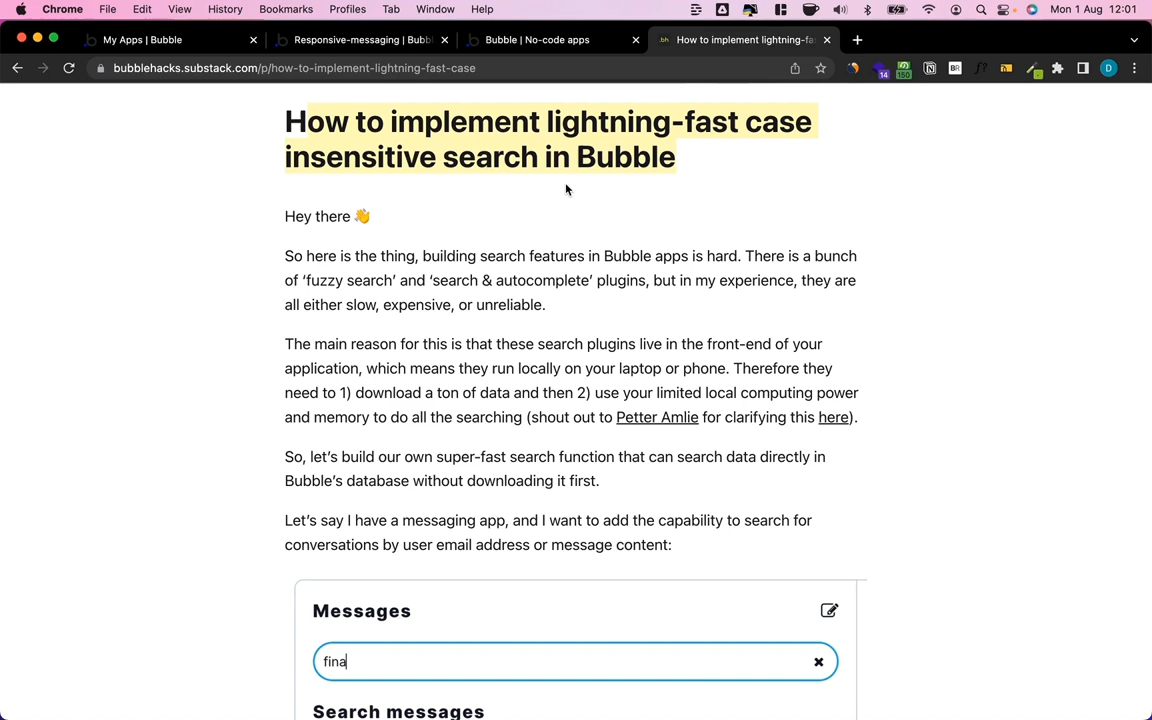 Chrome File Edit View History Bookmarks Profiles Tab Window Help Mon 1 Aug 12:01
My Apps | Bubble Responsive-messaging | Bubbl Bubble | No-code apps .bh How to implement lightning-fa
bubblehacks.substack.com/p/how-to-implement-lightning-fast-case 14 150 BR f? D
How to implement lightning-fast case
insensitive search in Bubble
Hey there 👋
So here is the thing, building search features in Bubble apps is hard. There is a bunch
of ‘fuzzy search’ and ‘search & autocomplete’ plugins, but in my experience, they are
all either slow, expensive, or unreliable.
The main reason for this is that these search plugins live in the front-end of your
application, which means they run locally on your laptop or phone. Therefore they
need to 1) download a ton of data and then 2) use your limited local computing power
and memory to do all the searching (shout out to Petter Amlie for clarifying this here).
So, let’s build our own super-fast search function that can search data directly in
Bubble’s database without downloading it first.
Let’s say I have a messaging app, and I want to add the capability to search for
conversations by user email address or message content:
Messages
fina
Search messages